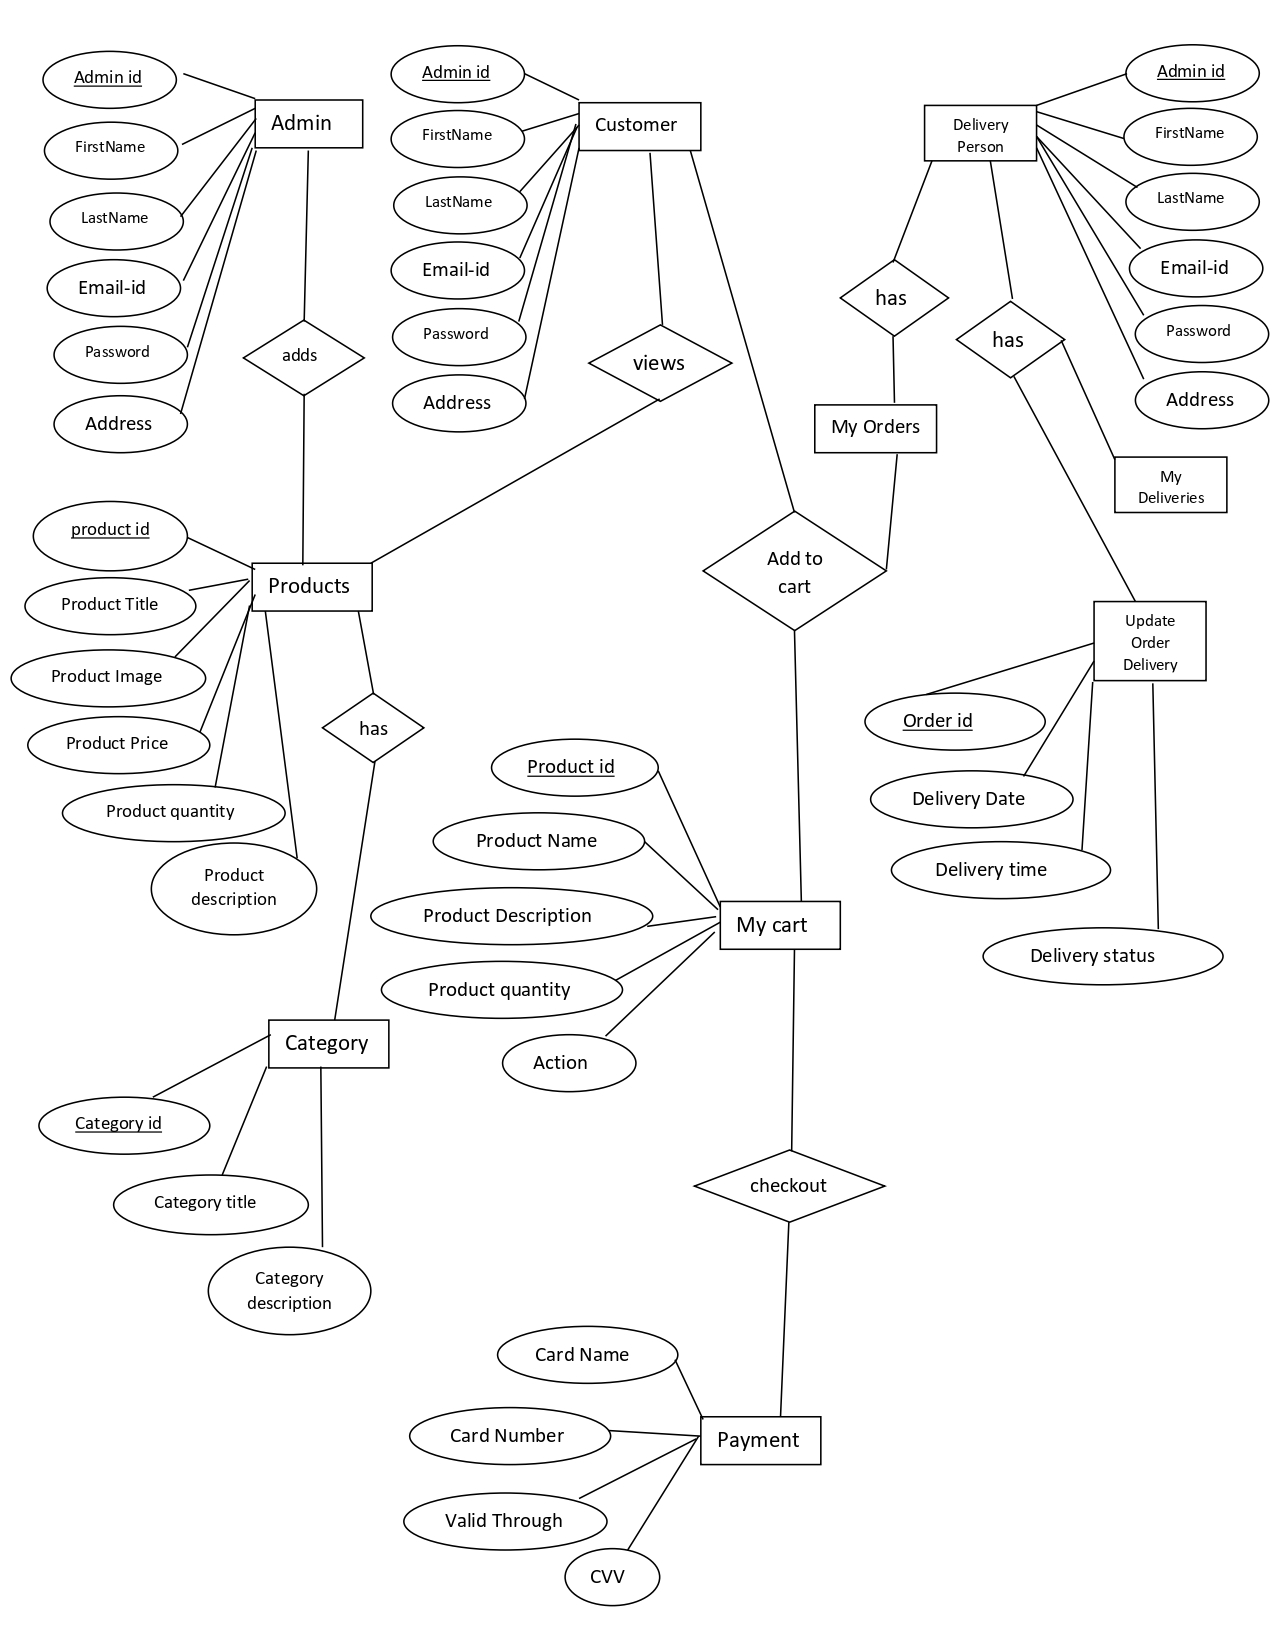 Admin id
FirstName
LastName
Email-id
Password
Address
Admin
adds
Admin id
FirstName
LastName
Email-id
Password
Address
Customer
views
Delivery
Person
Admin id
FirstName
LastName
Email-id
Password
Address
has
has
My Orders
My
Deliveries
product id
Product Title
Product Image
Product Price
Product quantity
Product
description
Products
has
Add to
cart
Update
Order
Delivery
Order id
Delivery Date
Delivery time
Delivery status
Product id
Product Name
Product Description
Product quantity
Action
My cart
Category
Category id
Category title
Category
description
checkout
Card Name
Card Number
Valid Through
CVV
Payment